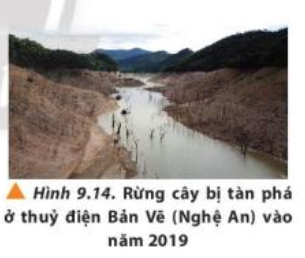 Hình 9.14. Rừng cây bị tàn phá
ở thuỷ điện Bản Vẽ (Nghệ An) vào
năm 2019